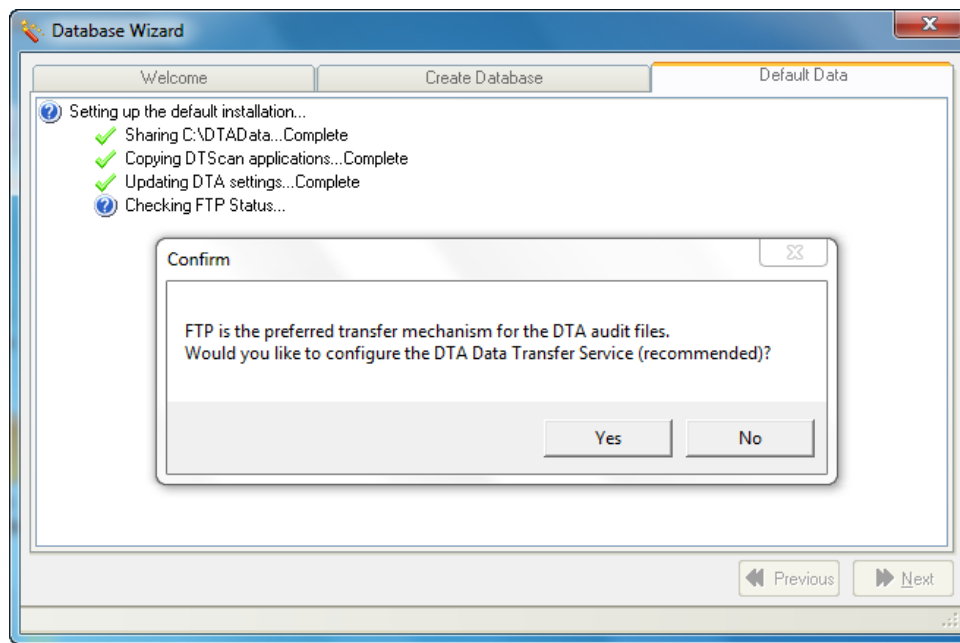 Database Wizard
Welcome
Create Database
Default Data
Setting up the default installation...
Sharing C:\DTAData...Complete
Copying DTScan applications...Complete
Updating DTA settings...Complete
Checking FTP Status...
Confirm
FTP is the preferred transfer mechanism for the DTA audit files.
Would you like to configure the DTA Data Transfer Service (recommended)?
Yes
No
Previous
Next